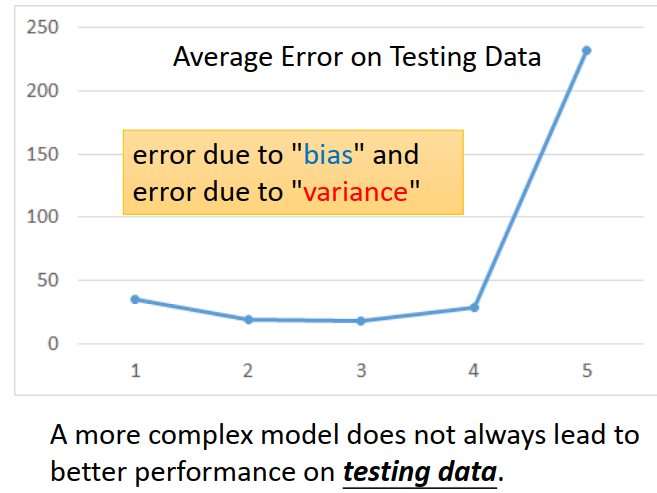 250
Average Error on Testing Data
200
150
error due to "bias" and
error due to "variance"
100
50
0
1 2 3 4 5
A more complex model does not always lead to
better performance on testing data.